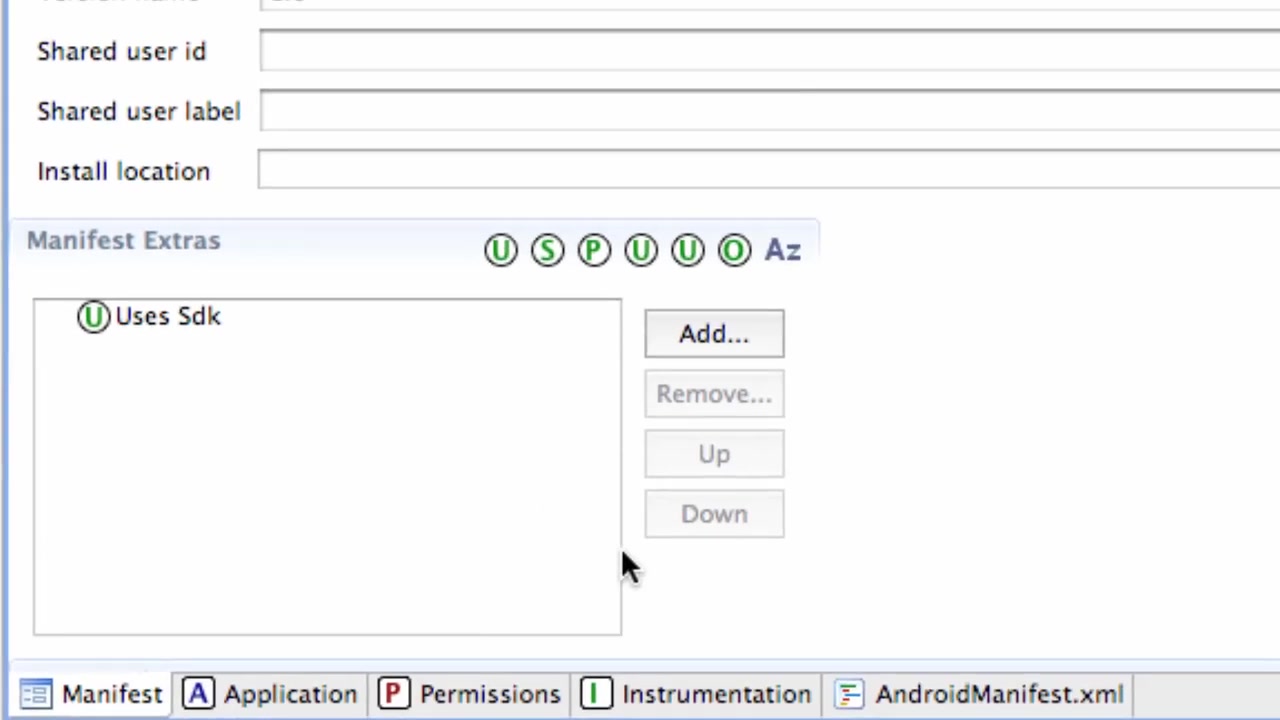 Shared user id
Shared user label
Install location
Manifest Extras
U S P U U O Az
U Uses Sdk
Add...
Remove...
Up
Down
Manifest A Application P Permissions I Instrumentation AndroidManifest.xml